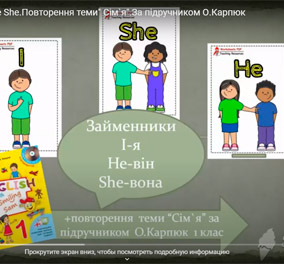 She.Повторення теми"Сім`я".За підручником О.Карпюк
I
She
He
Займенники
I-я
He-він
She-вона
ENGLISH
1
+повторення теми "Сім`я" за
підручником О.Карпюк 1 клас
Прокрутите экран вниз, чтобы посмотреть подробную информацию